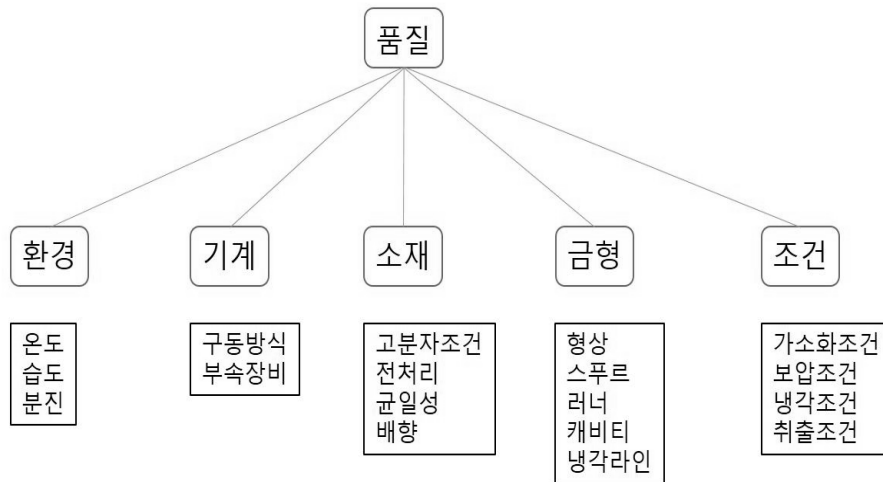 품질
환경
기계
소재
금형
조건
온도
습도
분진
구동방식
부속장비
고분자조건
전처리
균일성
배향
형상
스푸르
러너
캐비티
냉각라인
가소화조건
보압조건
냉각조건
취출조건